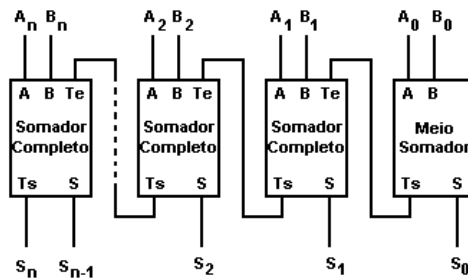 Aₙ Bₙ A₂ B₂ A₁ B₁ A₀ B₀
A B Te A B Te A B Te A B
Somador Somador Somador Meio
Completo Completo Completo Somador
Ts S Ts S Ts S Ts S
Sₙ Sₙ₋₁ S₂ S₁ S₀